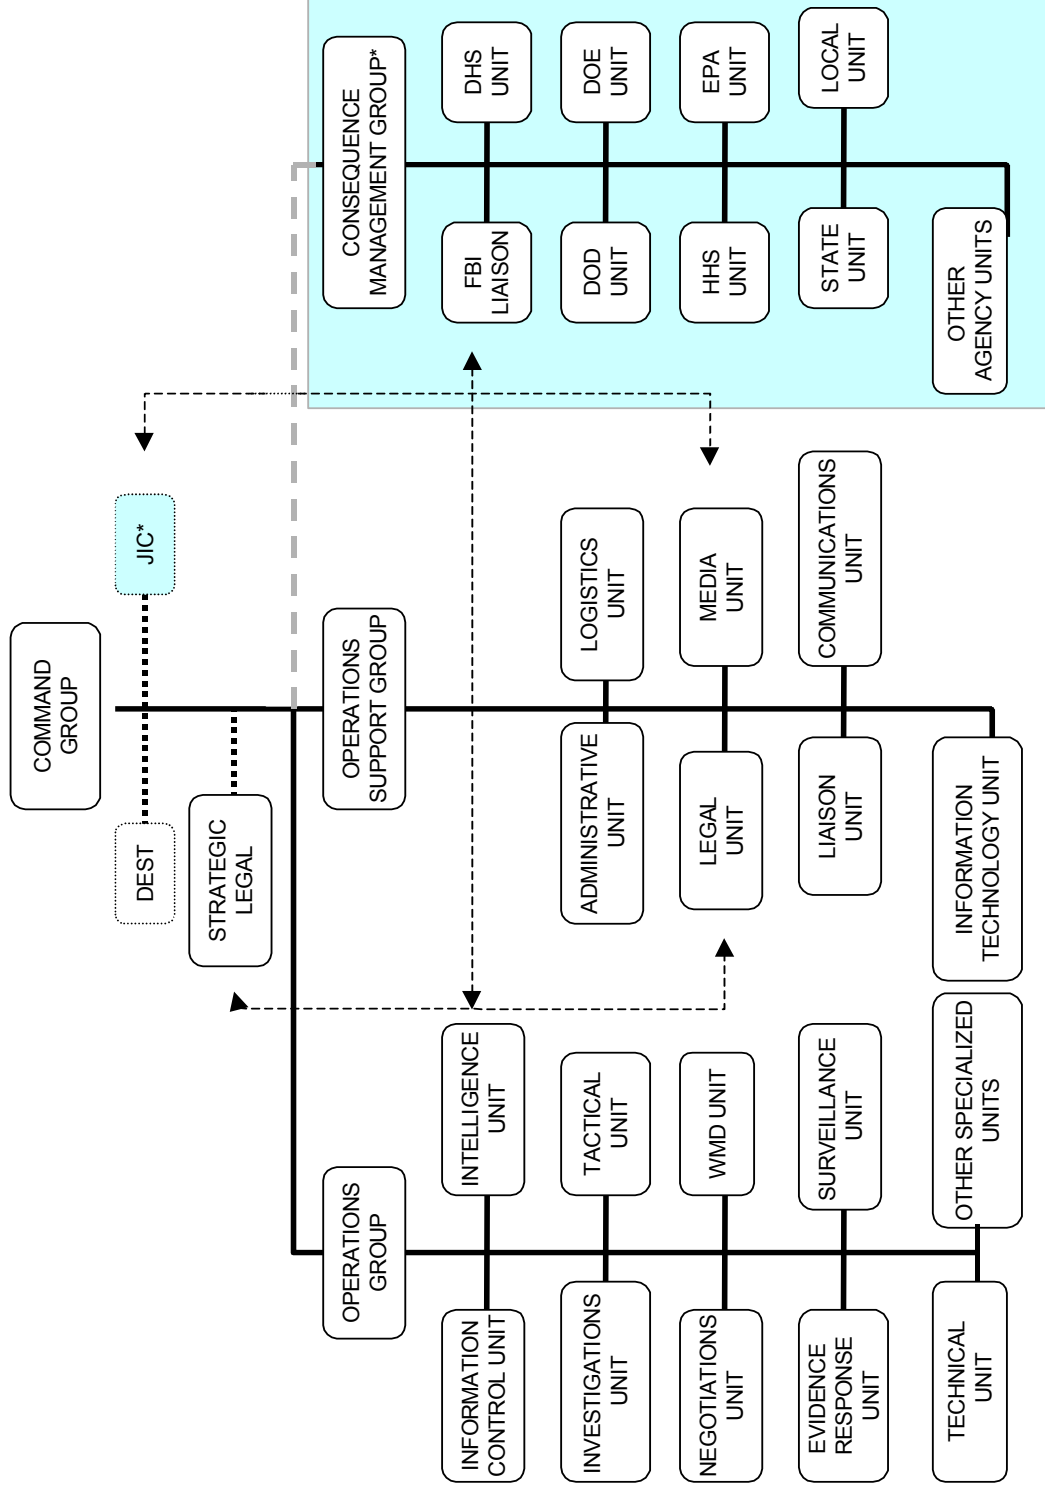 COMMAND
GROUP
DEST
JIC*
STRATEGIC
LEGAL
OPERATIONS
GROUP
OPERATIONS
SUPPORT GROUP
CONSEQUENCE
MANAGEMENT GROUP*
INFORMATION
CONTROL UNIT
INTELLIGENCE
UNIT
FBI
LIAISON
DHS
UNIT
INVESTIGATIONS
UNIT
TACTICAL
UNIT
ADMINISTRATIVE
UNIT
LOGISTICS
UNIT
DOD
UNIT
DOE
UNIT
NEGOTIATIONS
UNIT
WMD UNIT
LEGAL
UNIT
MEDIA
UNIT
HHS
UNIT
EPA
UNIT
EVIDENCE
RESPONSE
UNIT
SURVEILLANCE
UNIT
LIAISON
UNIT
COMMUNICATIONS
UNIT
STATE
UNIT
LOCAL
UNIT
TECHNICAL
UNIT
OTHER SPECIALIZED
UNITS
INFORMATION
TECHNOLOGY UNIT
OTHER
AGENCY UNITS